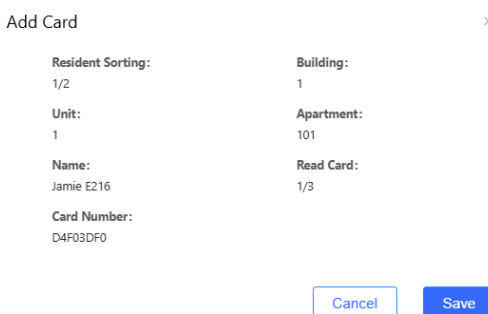 Add Card
Resident Sorting: Building:
1/2 1
Unit: Apartment:
1 101
Name: Read Card:
Jamie E216 1/3
Card Number:
D4F03DF0
Cancel Save